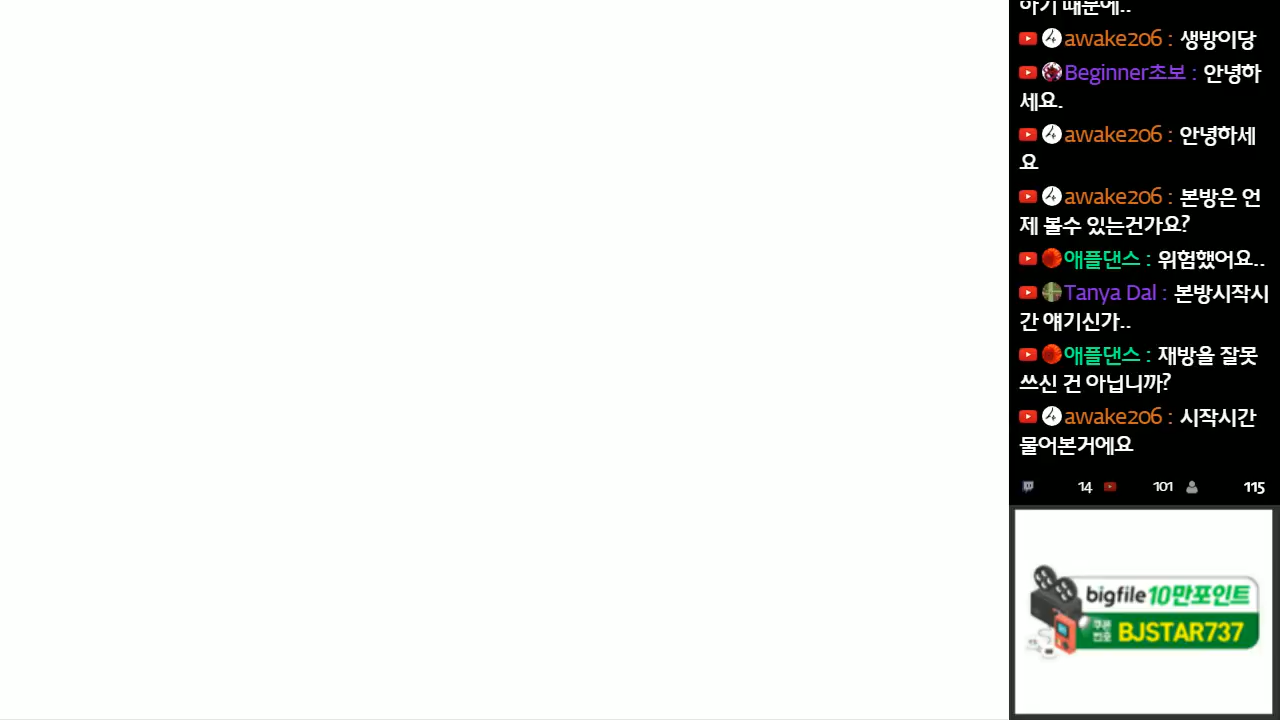 하기 때문에..
awake206 : 생방이당
Beginner초보 : 안녕하
세요.
awake206 : 안녕하세
요
awake206 : 본방은 언
제 볼수 있는건가요?
애플댄스 : 위험했어요..
Tanya Dal : 본방시작시
간 얘기신가..
애플댄스 : 재방을 잘못
쓰신 건 아닙니까?
awake206 : 시작시간
물어본거에요
14 101 115
bigfile 10만포인트
쿠폰
번호 BJSTAR737